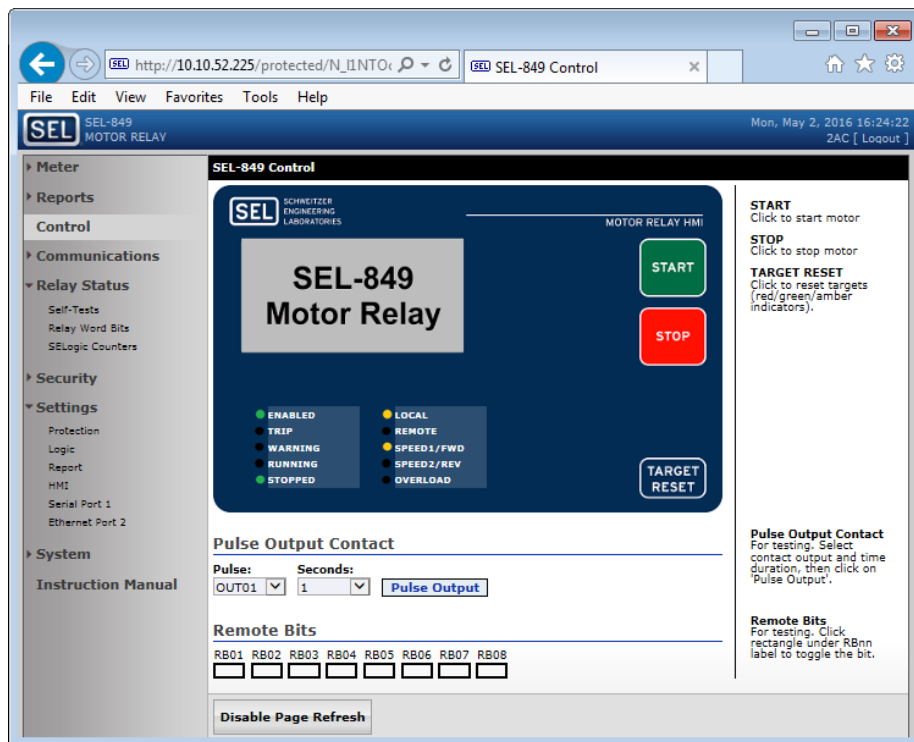 http://10.10.52.225/protected/N_I1NTO
SEL SEL-849 Control
File Edit View Favorites Tools Help
SEL
SEL-849
MOTOR RELAY
Mon, May 2, 2016 16:24:22
2AC [ Logout ]
Meter
Reports
Control
Communications
Relay Status
Self-Tests
Relay Word Bits
SELogic Counters
Security
Settings
Protection
Logic
Report
HMI
Serial Port 1
Ethernet Port 2
System
Instruction Manual
SEL-849 Control
SEL
SCHWEITZER
ENGINEERING
LABORATORIES
MOTOR RELAY HMI
SEL-849
Motor Relay
START
STOP
ENABLED
TRIP
WARNING
RUNNING
STOPPED
LOCAL
REMOTE
SPEED1/FWD
SPEED2/REV
OVERLOAD
TARGET
RESET
Pulse Output Contact
Pulse: Seconds:
OUT01 1 Pulse Output
Remote Bits
RB01 RB02 RB03 RB04 RB05 RB06 RB07 RB08
Disable Page Refresh
START
Click to start motor
STOP
Click to stop motor
TARGET RESET
Click to reset targets
(red/green/amber
indicators).
Pulse Output Contact
For testing. Select
contact output and time
duration, then click on
'Pulse Output'.
Remote Bits
For testing. Click
rectangle under RBnn
label to toggle the bit.